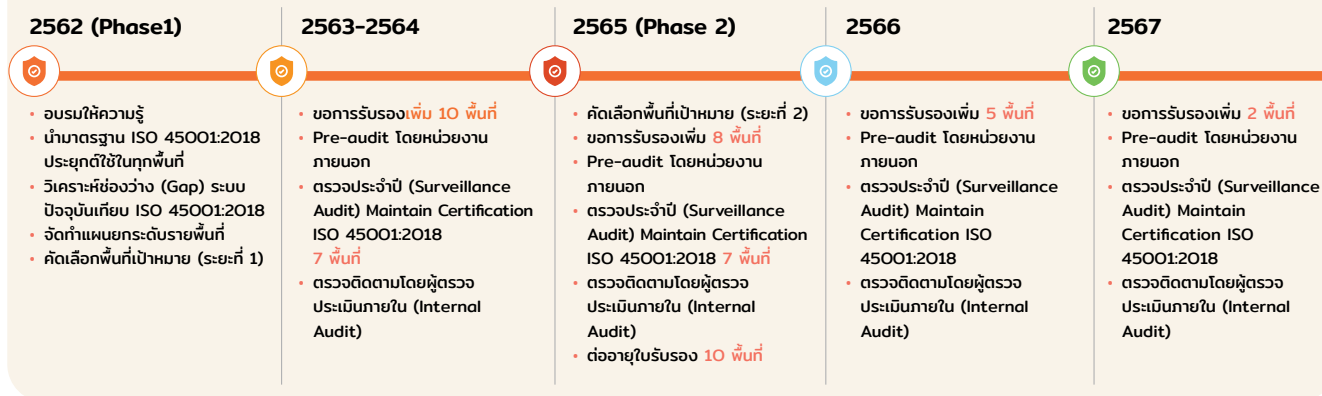 2562 (Phase1)
• อบรมให้ความรู้
• นำมาตรฐาน ISO 45001:2018
ประยุกต์ใช้ในทุกพื้นที่
• วิเคราะห์ช่องว่าง (Gap) ระบบ
ปัจจุบันเทียบ ISO 45001:2018
• จัดทำแผนยกระดับรายพื้นที่
• คัดเลือกพื้นที่เป้าหมาย (ระยะที่ 1)
2563-2564
• ขอการรับรองเพิ่ม 10 พื้นที่
• Pre-audit โดยหน่วยงาน
ภายนอก
• ตรวจประจำปี (Surveillance
Audit) Maintain Certification
ISO 45001:2018
7 พื้นที่
• ตรวจติดตามโดยผู้ตรวจ
ประเมินภายใน (Internal
Audit)
2565 (Phase 2)
• คัดเลือกพื้นที่เป้าหมาย (ระยะที่ 2)
• ขอการรับรองเพิ่ม 8 พื้นที่
• Pre-audit โดยหน่วยงาน
ภายนอก
• ตรวจประจำปี (Surveillance
Audit) Maintain Certification
ISO 45001:2018 7 พื้นที่
• ตรวจติดตามโดยผู้ตรวจ
ประเมินภายใน (Internal
Audit)
• ต่ออายุใบรับรอง 10 พื้นที่
2566
• ขอการรับรองเพิ่ม 5 พื้นที่
• Pre-audit โดยหน่วยงาน
ภายนอก
• ตรวจประจำปี (Surveillance
Audit) Maintain
Certification ISO
45001:2018
• ตรวจติดตามโดยผู้ตรวจ
ประเมินภายใน (Internal
Audit)
2567
• ขอการรับรองเพิ่ม 2 พื้นที่
• Pre-audit โดยหน่วยงาน
ภายนอก
• ตรวจประจำปี (Surveillance
Audit) Maintain
Certification ISO
45001:2018
• ตรวจติดตามโดยผู้ตรวจ
ประเมินภายใน (Internal
Audit)